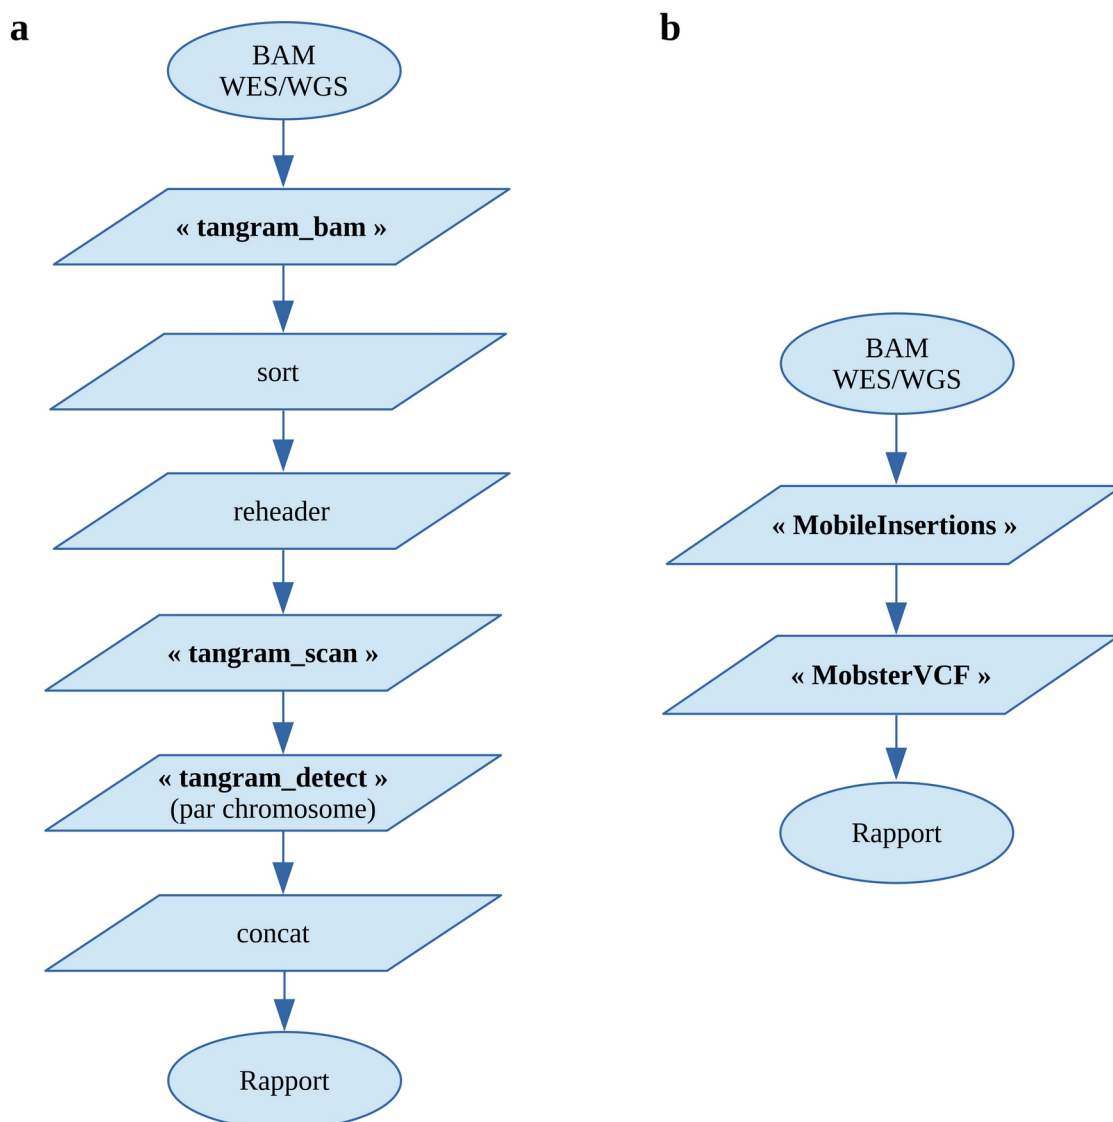 a
BAM
WES/WGS
« tangram_bam »
sort
reheader
« tangram_scan »
« tangram_detect »
(par chromosome)
concat
Rapport
b
BAM
WES/WGS
« MobileInsertions »
« MobsterVCF »
Rapport